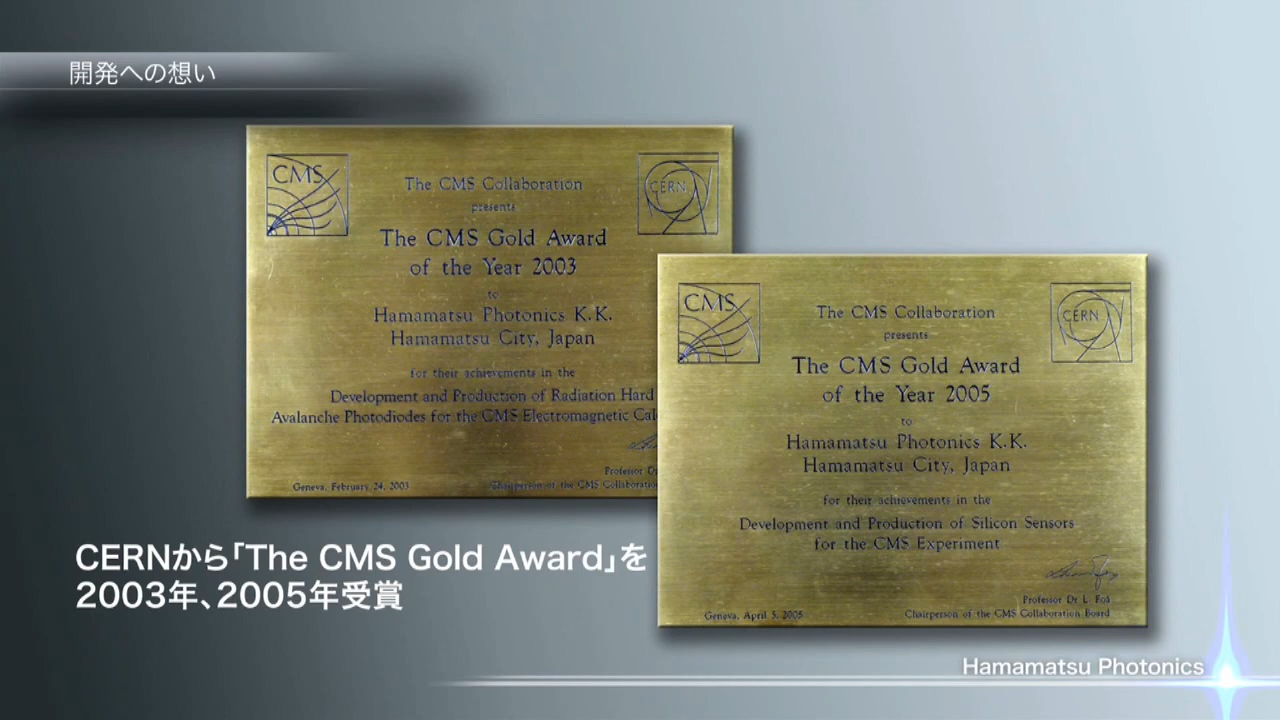 開発への想い
CMS
CERN
The CMS Collaboration
presents
The CMS Gold Award
of the Year 2003
to
Hamamatsu Photonics K.K.
Hamamatsu City, Japan
for their achievements in the
Development and Production of Radiation Hard
Avalanche Photodiodes for the CMS Electromagnetic
Professor
Geneva, February 24, 2003
Chairperson of the CMS Collaboration
CMS
CERN
The CMS Collaboration
presents
The CMS Gold Award
of the Year 2005
to
Hamamatsu Photonics K.K.
Hamamatsu City, Japan
for their achievements in the
Development and Production of Silicon Sensors
for the CMS Experiment
Professor Dr L. Foà
Geneva, April 5, 2005
Chairperson of the CMS Collaboration Board
CERNから「The CMS Gold Award」を
2003年、2005年受賞
Hamamatsu Photonics